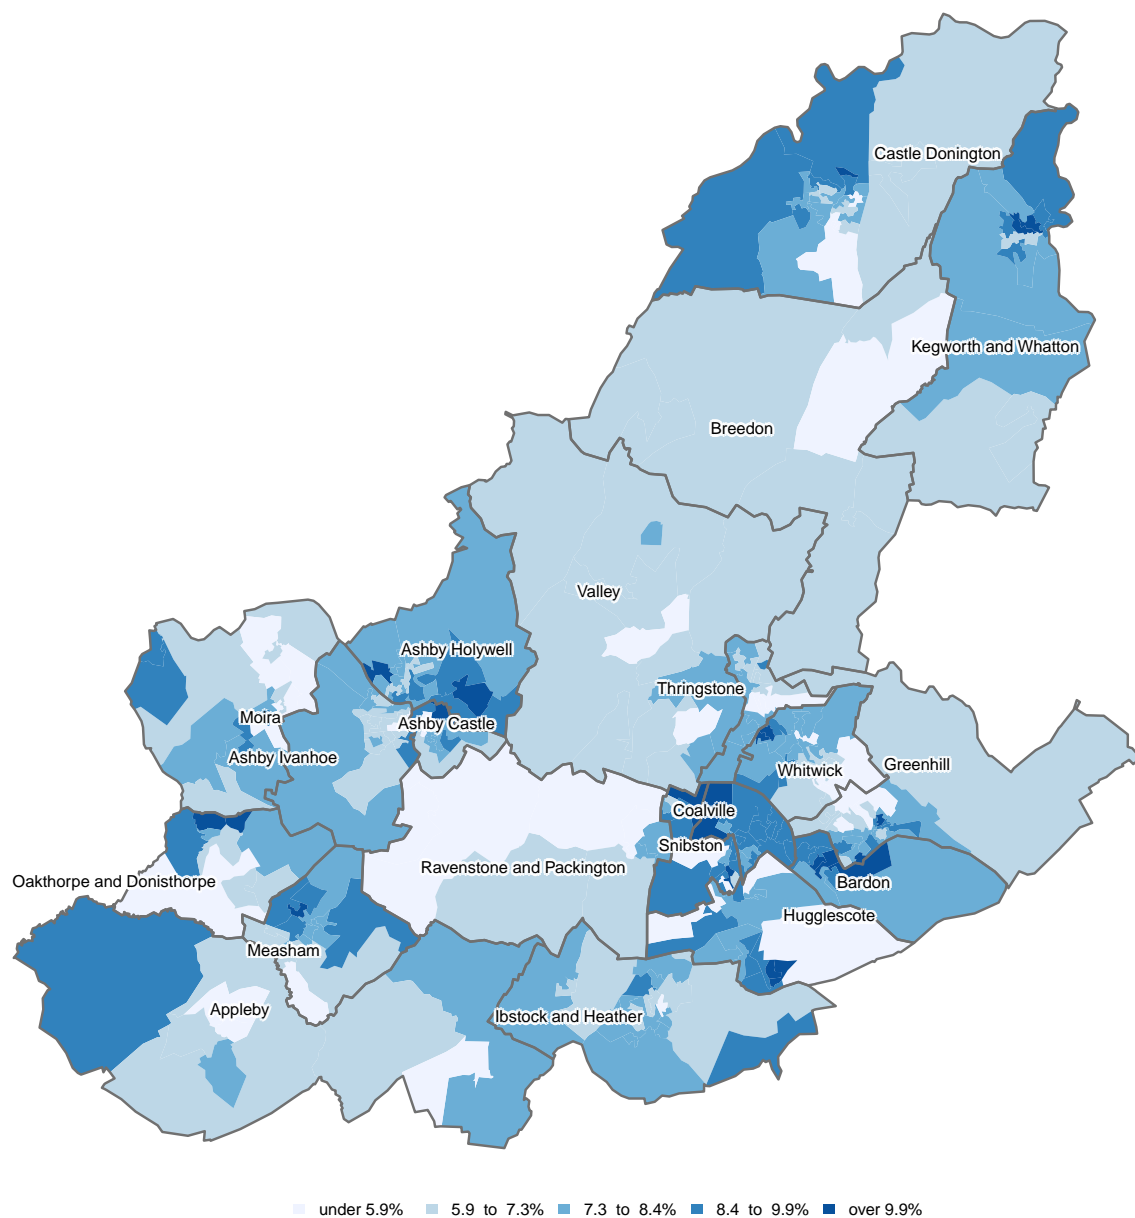 Castle Donington
Kegworth and Whatton
Breedon
Valley
Ashby Holywell
Thringstone
Moira
Ashby Castle
Ashby Ivanhoe
Whitwick
Greenhill
Coalville
Snibston
Ravenstone and Packington
Oakthorpe and Donisthorpe
Bardon
Hugglescote
Measham
Appleby
Ibstock and Heather
under 5.9% 5.9 to 7.3% 7.3 to 8.4% 8.4 to 9.9% over 9.9%